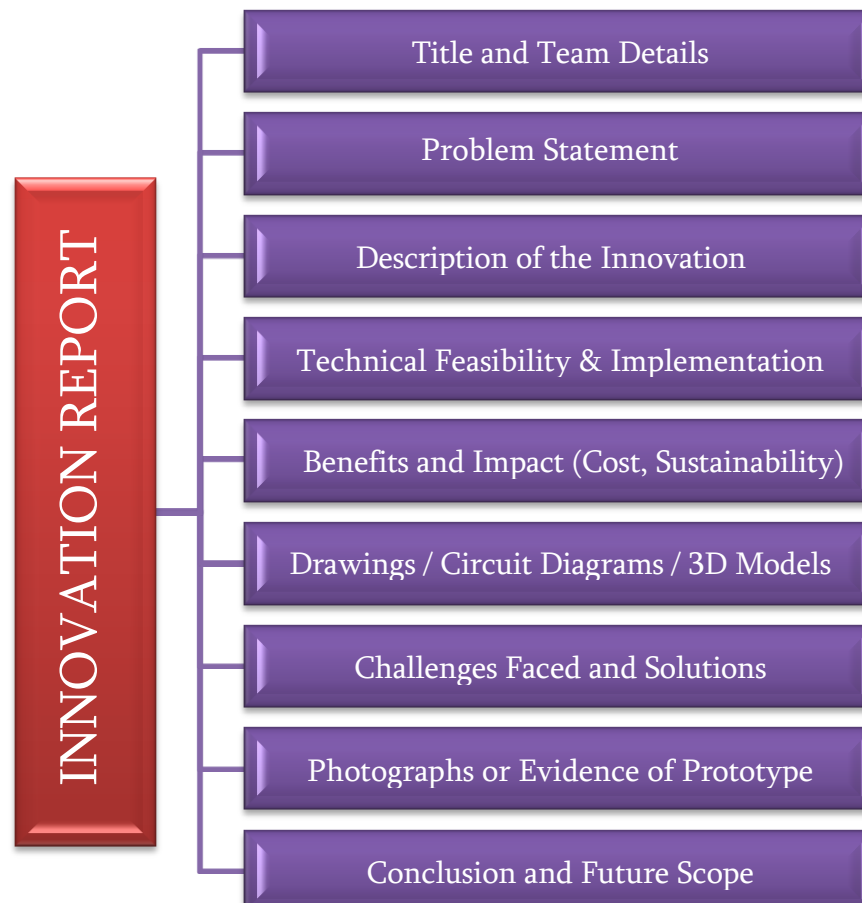 INNOVATION REPORT
Title and Team Details
Problem Statement
Description of the Innovation
Technical Feasibility & Implementation
Benefits and Impact (Cost, Sustainability)
Drawings / Circuit Diagrams / 3D Models
Challenges Faced and Solutions
Photographs or Evidence of Prototype
Conclusion and Future Scope